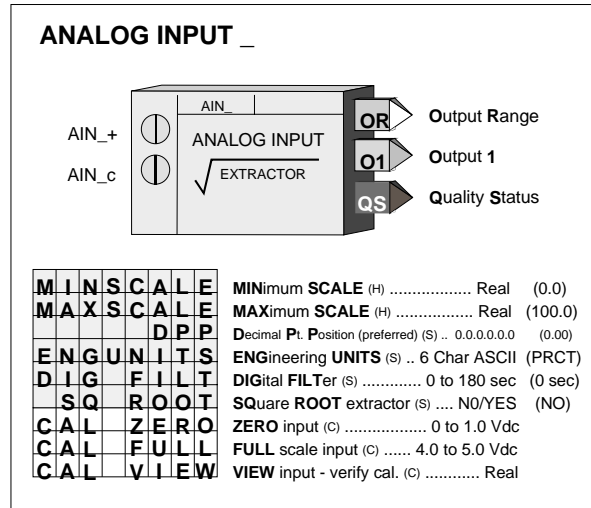 ANALOG INPUT _
AIN_
AIN_+
AIN_c
ANALOG INPUT
EXTRACTOR
OR
O1
QS
Output Range
Output 1
Quality Status
MINSCALE MINimum SCALE (H) .................. Real (0.0)
MAXSCALE MAXimum SCALE (H) ................. Real (100.0)
DPP Decimal Pt. Position (preferred) (S) .. 0.0.0.0.0.0 (0.00)
ENGUNITS ENGineering UNITS (S) .. 6 Char ASCII (PRCT)
DIG FILT DIGital FILTer (S) ............. 0 to 180 sec (0 sec)
SQ ROOT SQuare ROOT extractor (S) .... N0/YES (NO)
CAL ZERO ZERO input (C) ................... 0 to 1.0 Vdc
CAL FULL FULL scale input (C) ...... 4.0 to 5.0 Vdc
CAL VIEW VIEW input - verify cal. (C) ............ Real